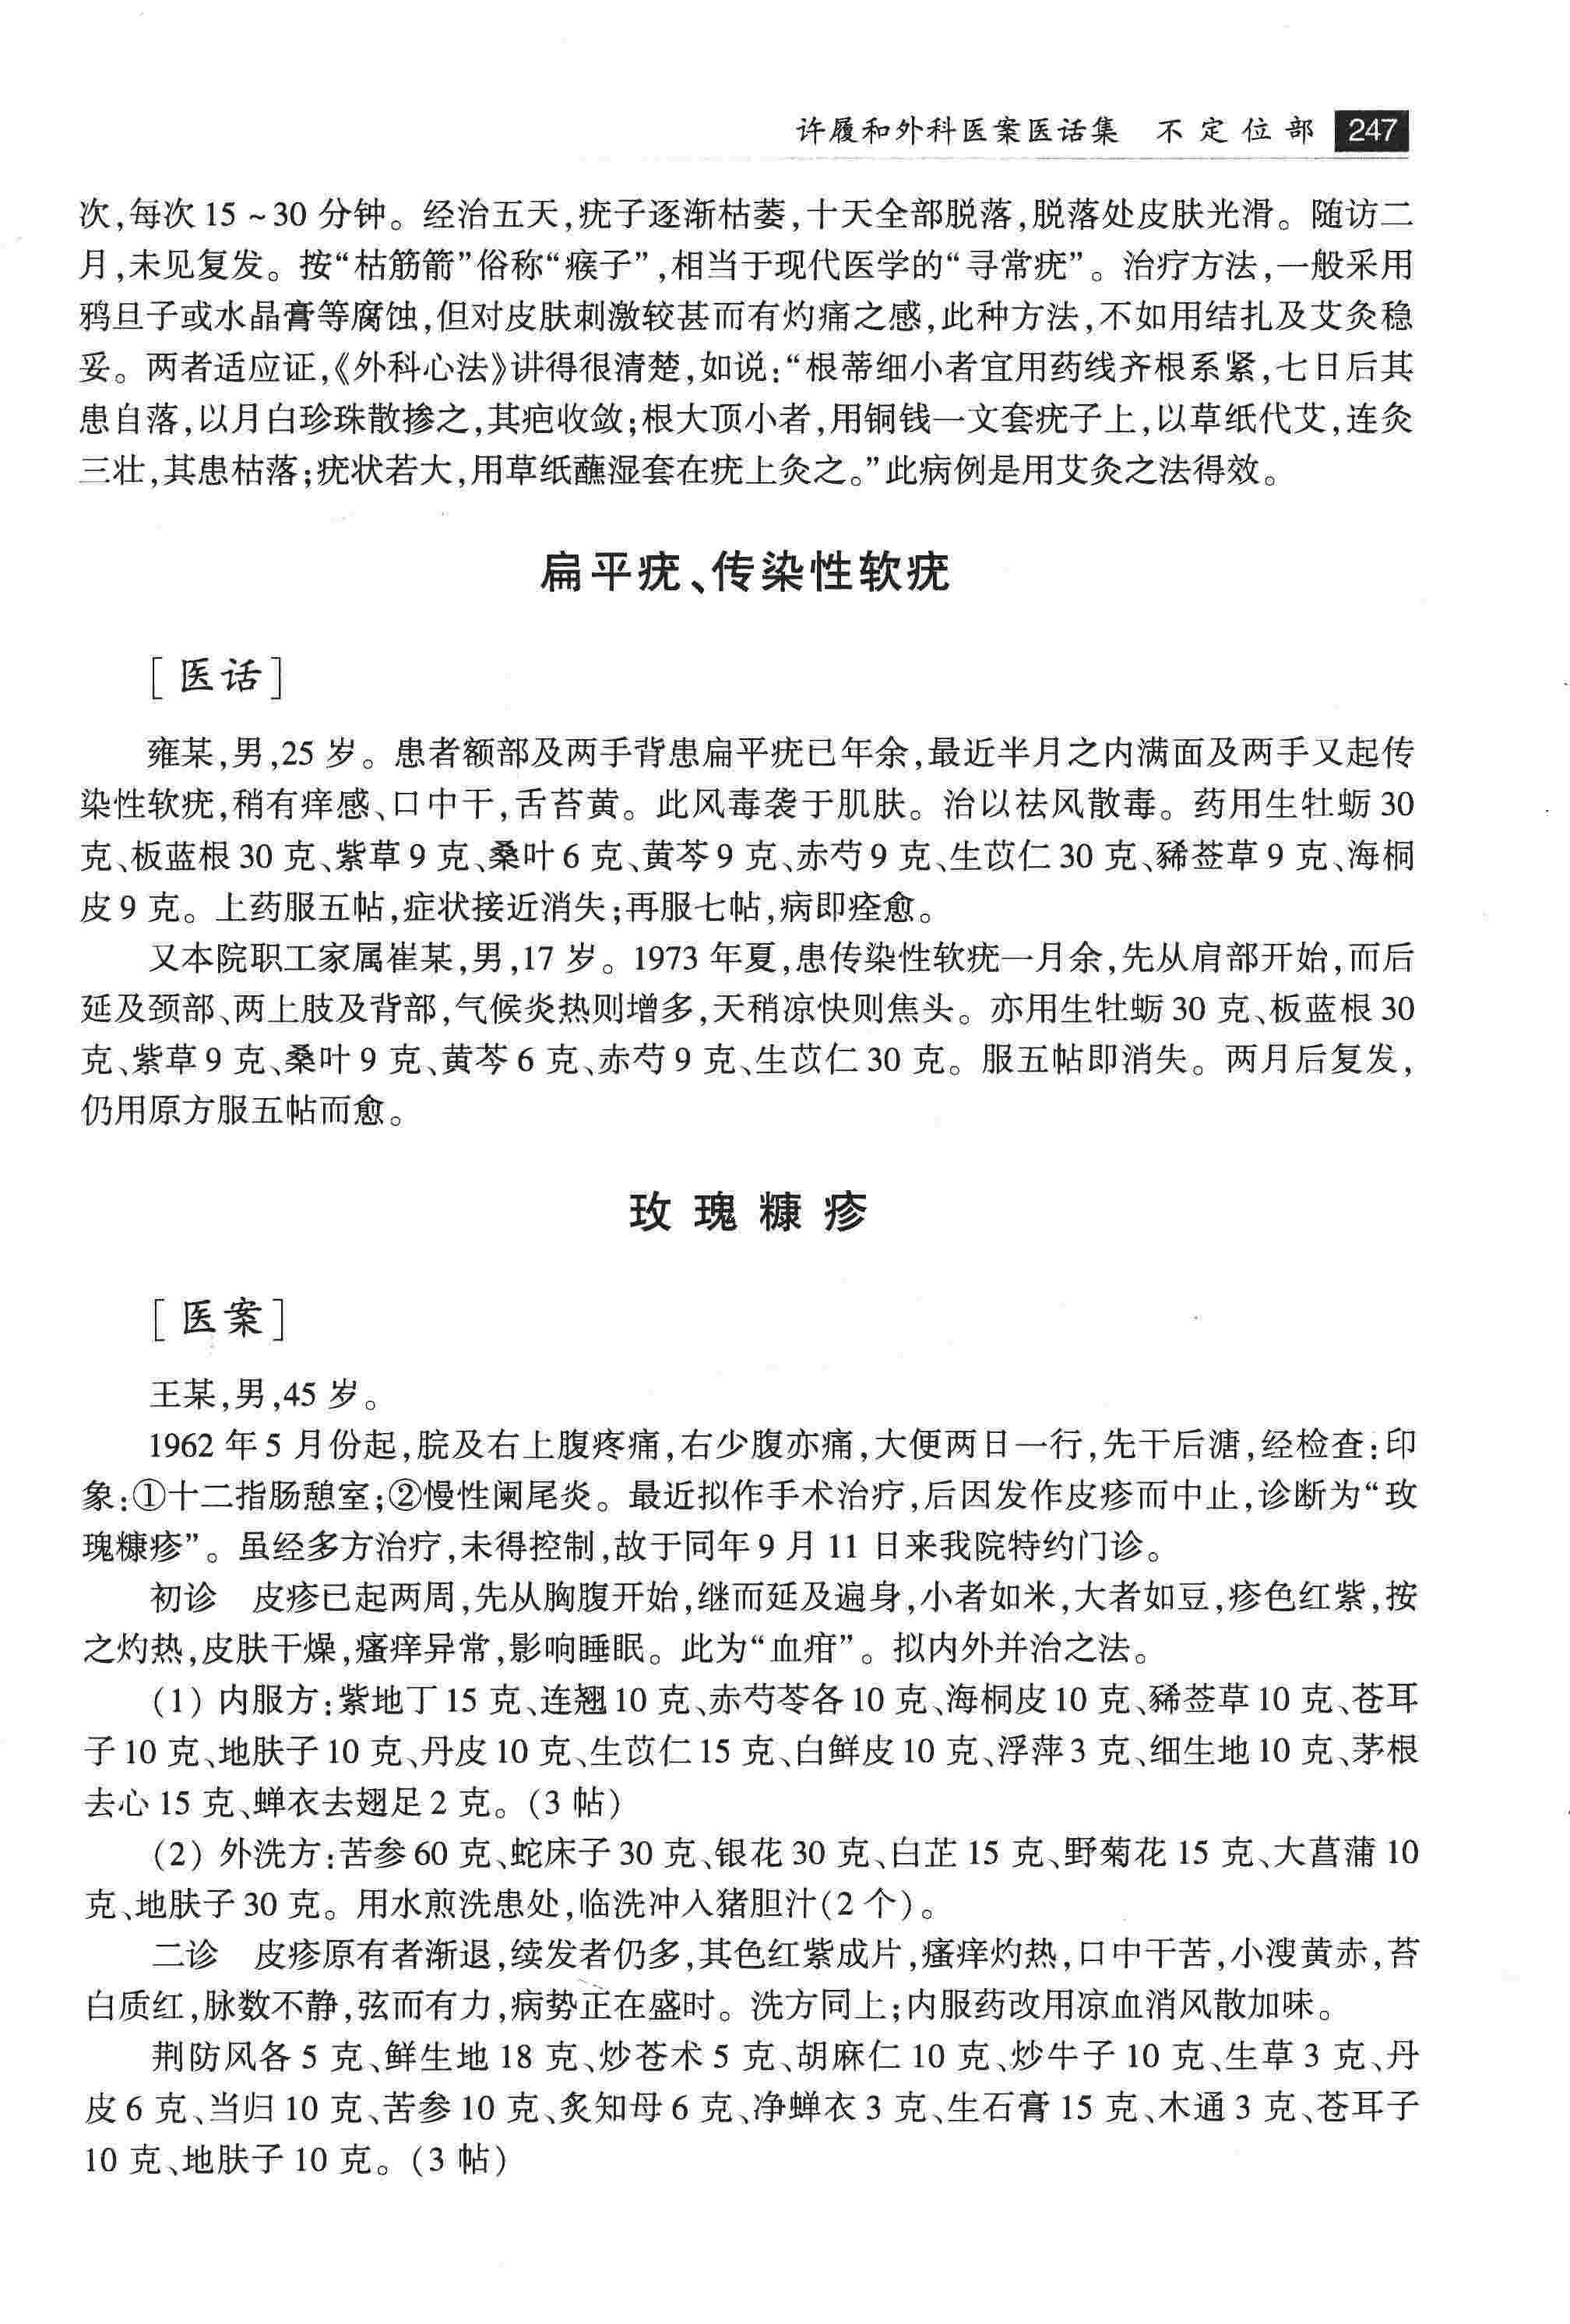 许履和外科医案医话集 不定位部 247
次,每次 15 ~30 分钟。经治五天,疣子逐渐枯萎,十天全部脱落,脱落处皮肤光滑。随访二
月,未见复发。按“枯筋箭”俗称“瘊子”,相当于现代医学的“寻常疣”。治疗方法,一般采用
鸦旦子或水晶膏等腐蚀,但对皮肤刺激较甚而有灼痛之感,此种方法,不如用结扎及艾灸稳
妥。两者适应证,《外科心法》讲得很清楚,如说:“根蒂细小者宜用药线齐根系紧,七日后其
患自落,以月白珍珠散掺之,其疤收敛;根大顶小者,用铜钱一文套疣子上,以草纸代艾,连灸
三壮,其患枯落;疣状若大,用草纸蘸湿套在疣上灸之。”此病例是用艾灸之法得效。
扁平疣、传染性软疣
[医话]
雍某,男,25 岁。患者额部及两手背患扁平疣已年余,最近半月之内满面及两手又起传
染性软疣,稍有痒感、口中干,舌苔黄。此风毒袭于肌肤。治以祛风散毒。药用生牡蛎 30
克、板蓝根 30 克、紫草 9 克、桑叶 6 克、黄芩 9 克、赤芍 9 克、生苡仁 30 克、豨莶草 9 克、海桐
皮 9 克。上药服五帖,症状接近消失;再服七帖,病即痊愈。
又本院职工家属崔某,男,17 岁。1973 年夏,患传染性软疣一月余,先从肩部开始,而后
延及颈部、两上肢及背部,气候炎热则增多,天稍凉快则焦头。亦用生牡蛎 30 克、板蓝根 30
克、紫草 9 克、桑叶 9 克、黄芩 6 克、赤芍 9 克、生苡仁 30 克。服五帖即消失。两月后复发,
仍用原方服五帖而愈。
玫瑰糠疹
[医案]
王某,男,45 岁。
1962 年 5 月份起,脘及右上腹疼痛,右少腹亦痛,大便两日一行,先干后溏,经检查:印
象:①十二指肠憩室;②慢性阑尾炎。最近拟作手术治疗,后因发作皮疹而中止,诊断为“玫
瑰糠疹”。虽经多方治疗,未得控制,故于同年 9 月 11 日来我院特约门诊。
初诊 皮疹已起两周,先从胸腹开始,继而延及遍身,小者如米,大者如豆,疹色红紫,按
之灼热,皮肤干燥,瘙痒异常,影响睡眠。此为“血疳”。拟内外并治之法。
(1) 内服方:紫地丁 15 克、连翘 10 克、赤芍苓各 10 克、海桐皮 10 克、豨莶草 10 克、苍耳
子 10 克、地肤子 10 克、丹皮 10 克、生苡仁 15 克、白鲜皮 10 克、浮萍 3 克、细生地 10 克、茅根
去心 15 克、蝉衣去翅足 2 克。(3 帖)
(2) 外洗方:苦参 60 克、蛇床子 30 克、银花 30 克、白芷 15 克、野菊花 15 克、大菖蒲 10
克、地肤子 30 克。用水煎洗患处,临洗冲入猪胆汁(2 个)。
二诊 皮疹原有者渐退,续发者仍多,其色红紫成片,瘙痒灼热,口中干苦,小溲黄赤,苔
白质红,脉数不静,弦而有力,病势正在盛时。洗方同上;内服药改用凉血消风散加味。
荆防风各 5 克、鲜生地 18 克、炒苍术 5 克、胡麻仁 10 克、炒牛子 10 克、生草 3 克、丹
皮 6 克、当归 10 克、苦参 10 克、炙知母 6 克、净蝉衣 3 克、生石膏 15 克、木通 3 克、苍耳子
10 克、地肤子 10 克。(3 帖)